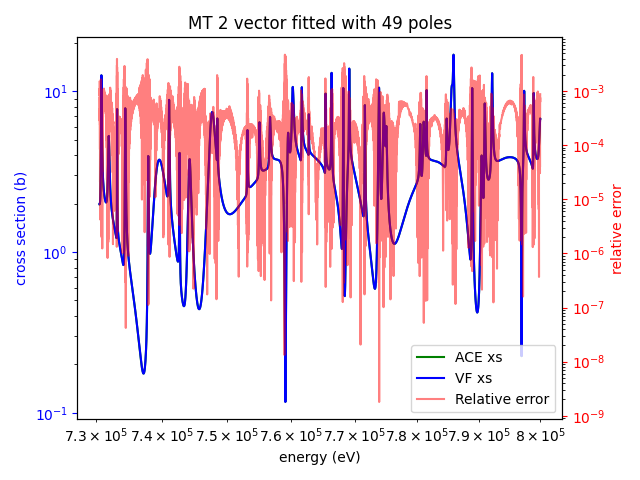 MT 2 vector fitted with 49 poles
cross section (b)
10¹
10⁰
10⁻¹
relative error
10⁻³
10⁻⁴
10⁻⁵
10⁻⁶
10⁻⁷
10⁻⁸
10⁻⁹
ACE xs
VF xs
Relative error
7.3 × 10⁵ 7.4 × 10⁵ 7.5 × 10⁵ 7.6 × 10⁵ 7.7 × 10⁵ 7.8 × 10⁵ 7.9 × 10⁵ 8 × 10⁵
energy (eV)